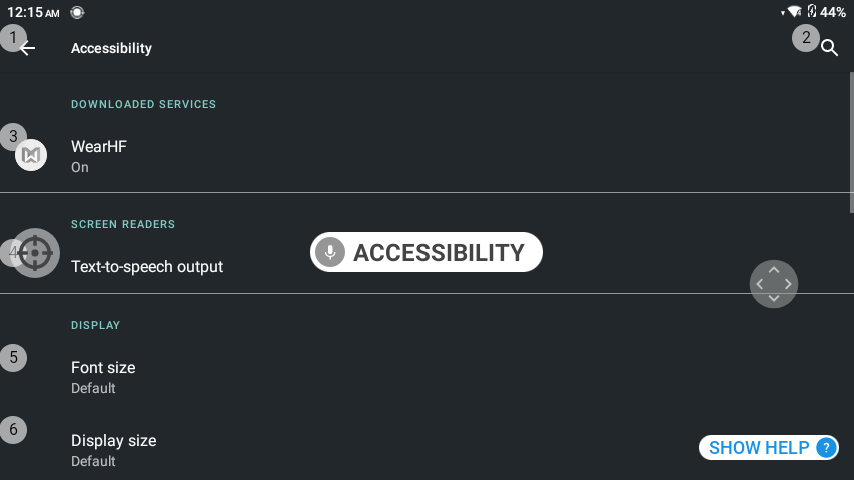 12:15 AM 44%
1 Accessibility 2
DOWNLOADED SERVICES
3 WearHF
On
SCREEN READERS
4 Text-to-speech output
ACCESSIBILITY
DISPLAY
5 Font size
Default
6 Display size
Default
SHOW HELP ?